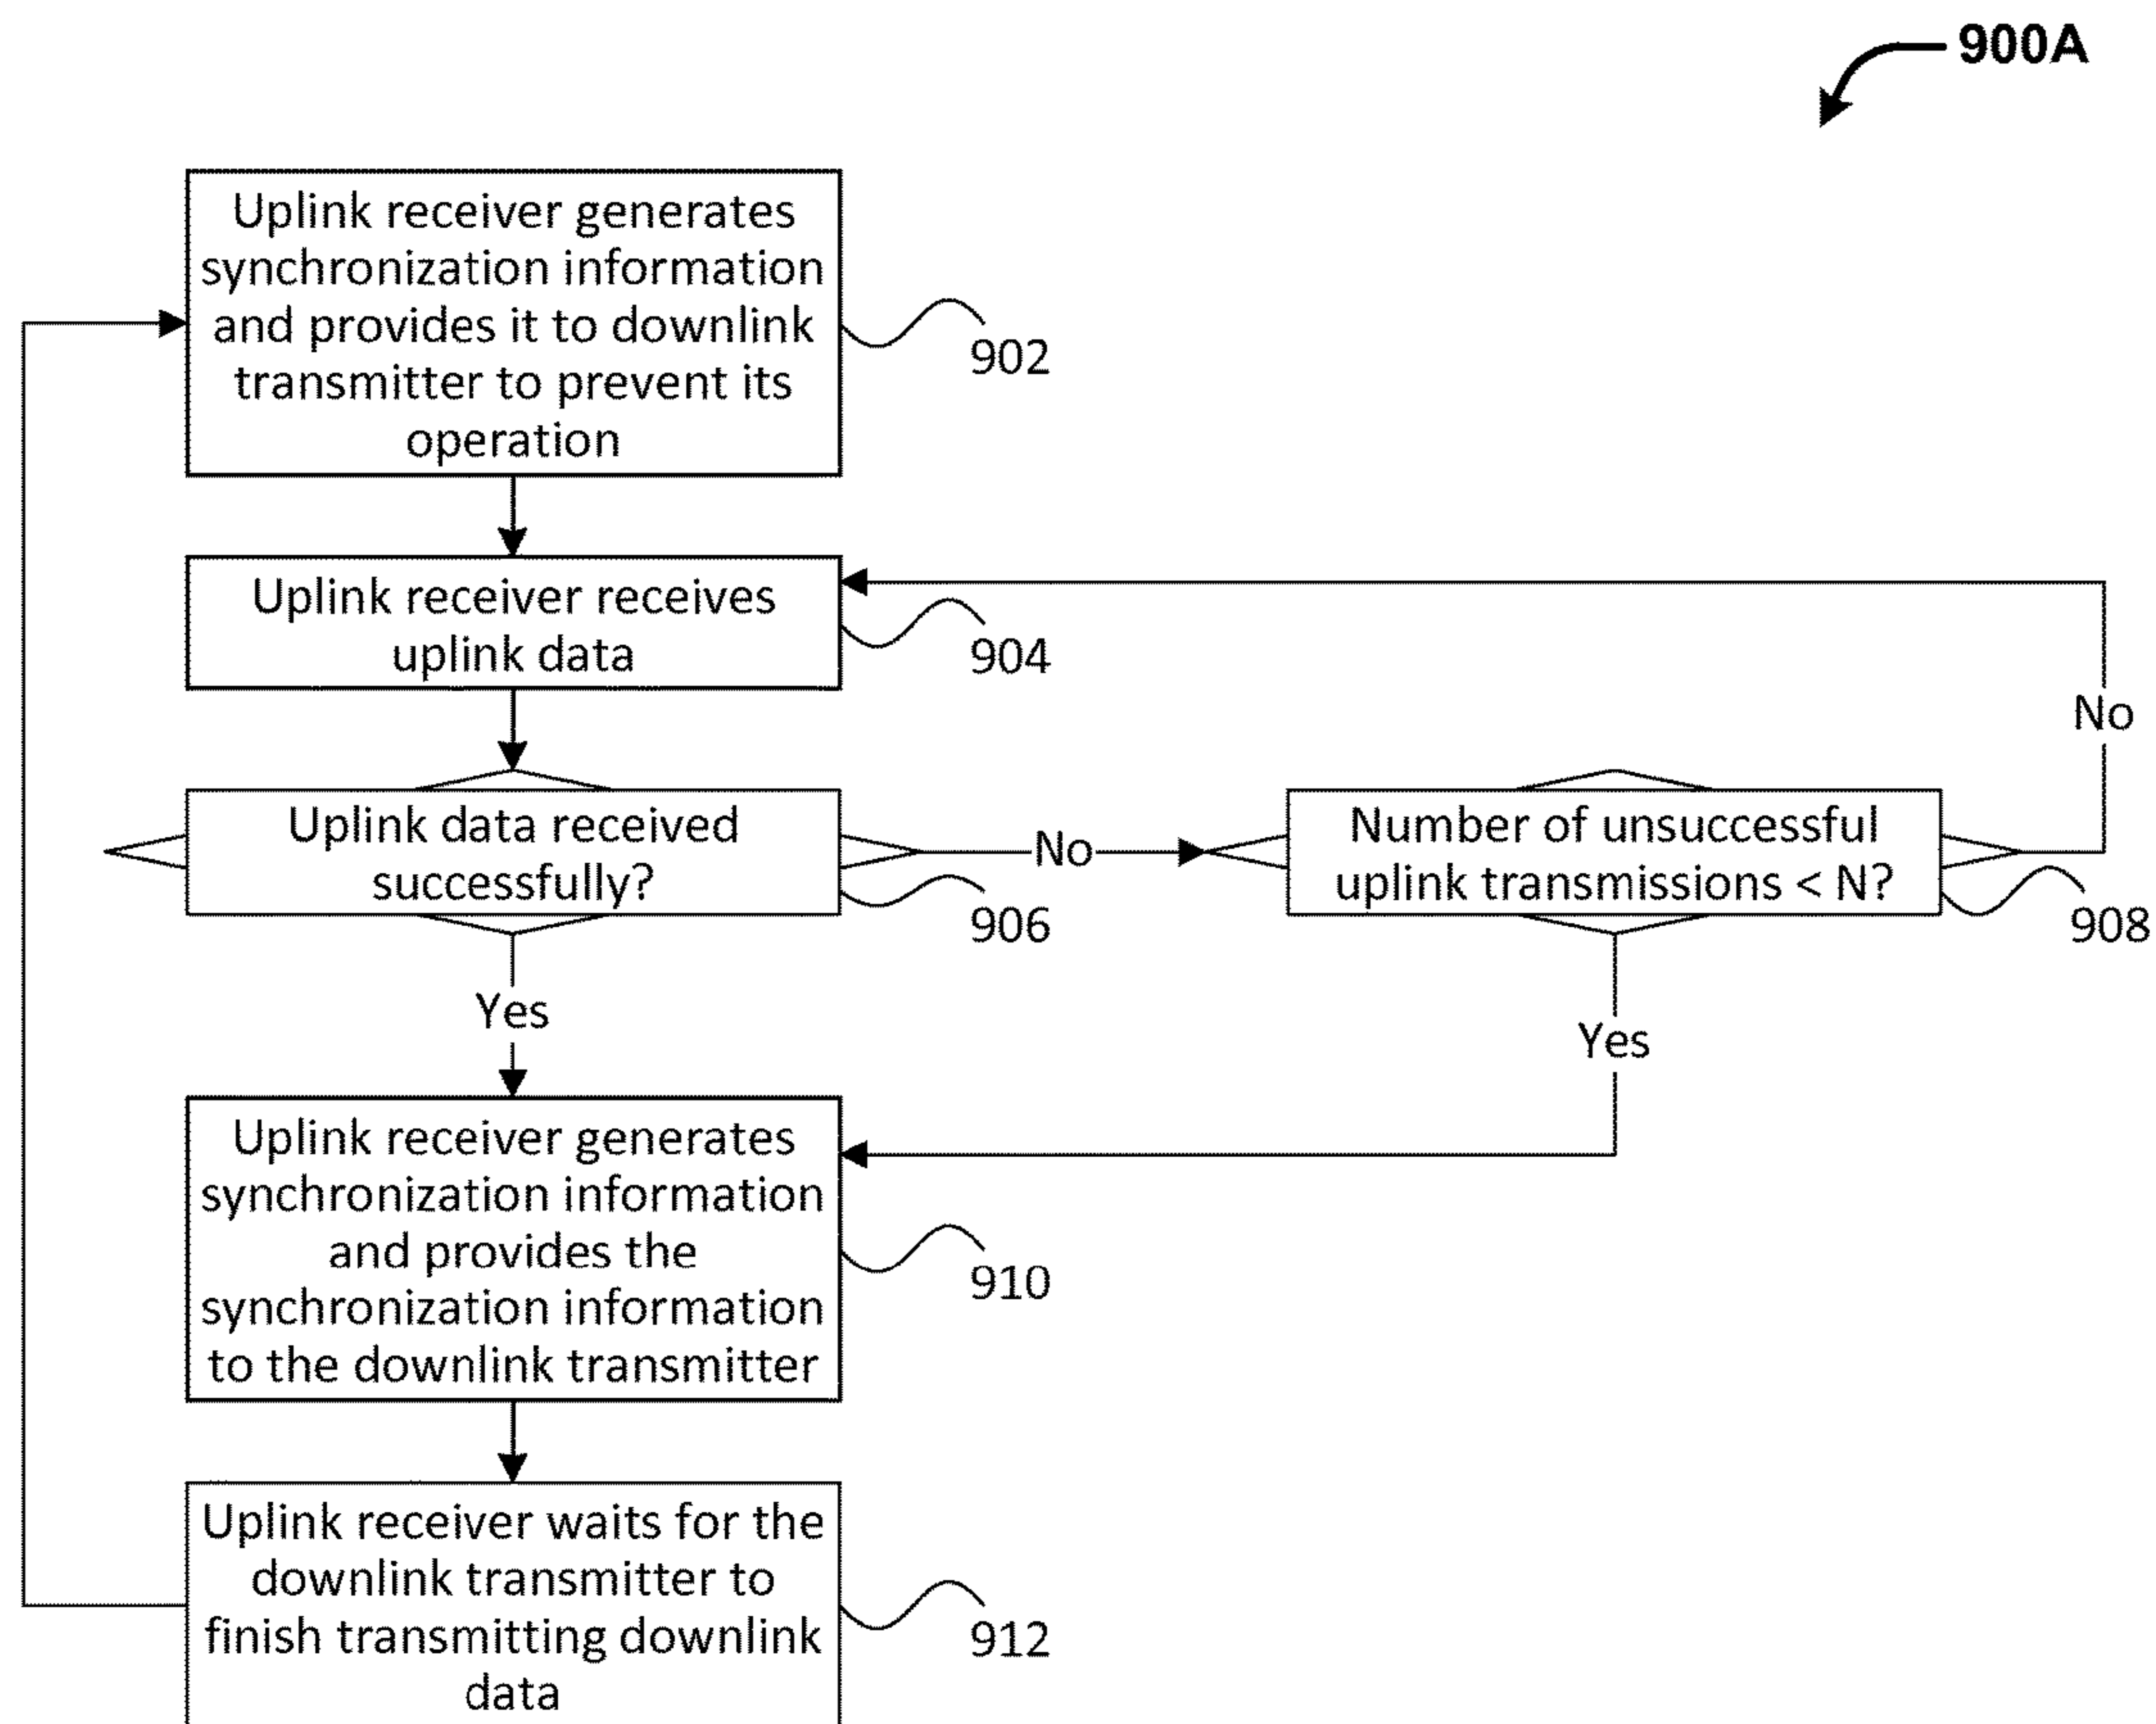 900A
Uplink receiver generates
synchronization information
and provides it to downlink
transmitter to prevent its
operation
902
Uplink receiver receives
uplink data
904
No
Uplink data received
successfully?
906
No
Number of unsuccessful
uplink transmissions < N?
908
Yes
Yes
Uplink receiver generates
synchronization information
and provides the
synchronization information
to the downlink transmitter
910
Uplink receiver waits for the
downlink transmitter to
finish transmitting downlink
data
912